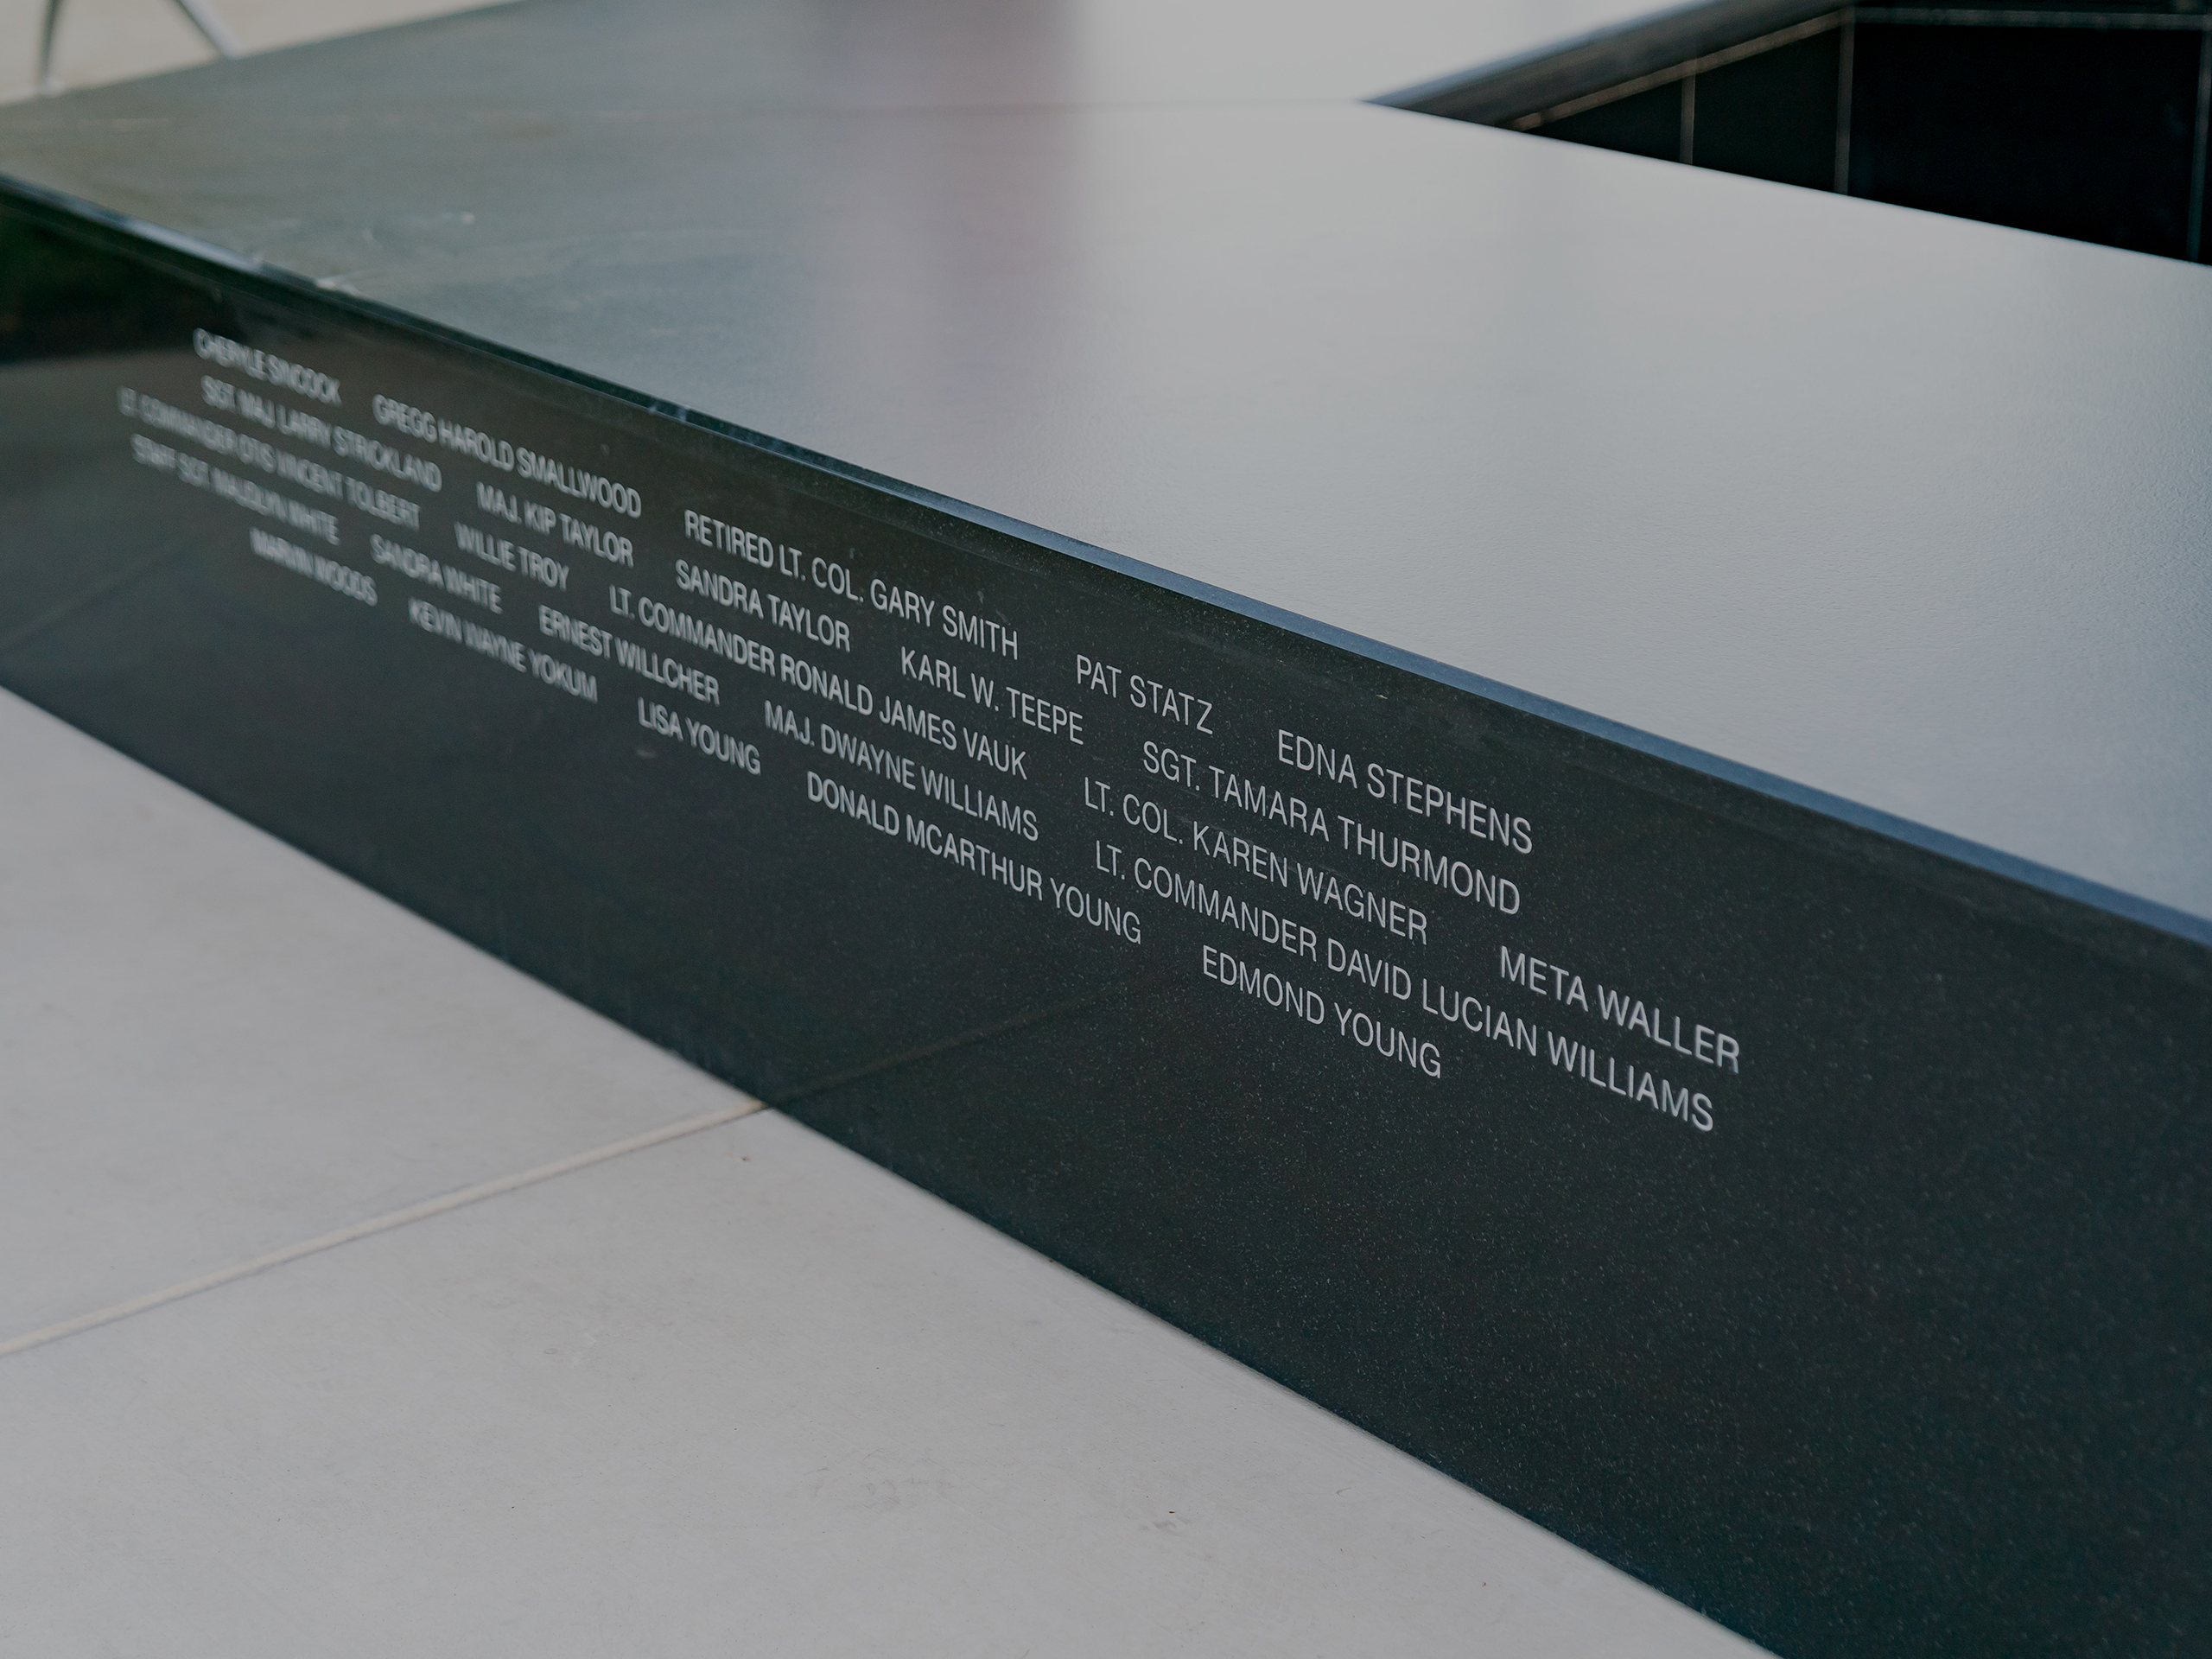 CHERYLE SINCOCK GREGG HAROLD SMALLWOOD RETIRED LT. COL. GARY SMITH PAT STATZ EDNA STEPHENS
SGT. MAJ. LARRY STRICKLAND MAJ. KIP TAYLOR SANDRA TAYLOR KARL W. TEEPE SGT. TAMARA THURMOND
LT. COMMANDER OTIS VINCENT TOLBERT WILLIE TROY LT. COMMANDER RONALD JAMES VAUK LT. COL. KAREN WAGNER META WALLER
STAFF SGT. MAUDLYN WHITE SANDRA WHITE ERNEST WILLCHER MAJ. DWAYNE WILLIAMS LT. COMMANDER DAVID LUCIAN WILLIAMS
MARVIN WOODS KEVIN WAYNE YOKUM LISA YOUNG DONALD MCARTHUR YOUNG EDMOND YOUNG